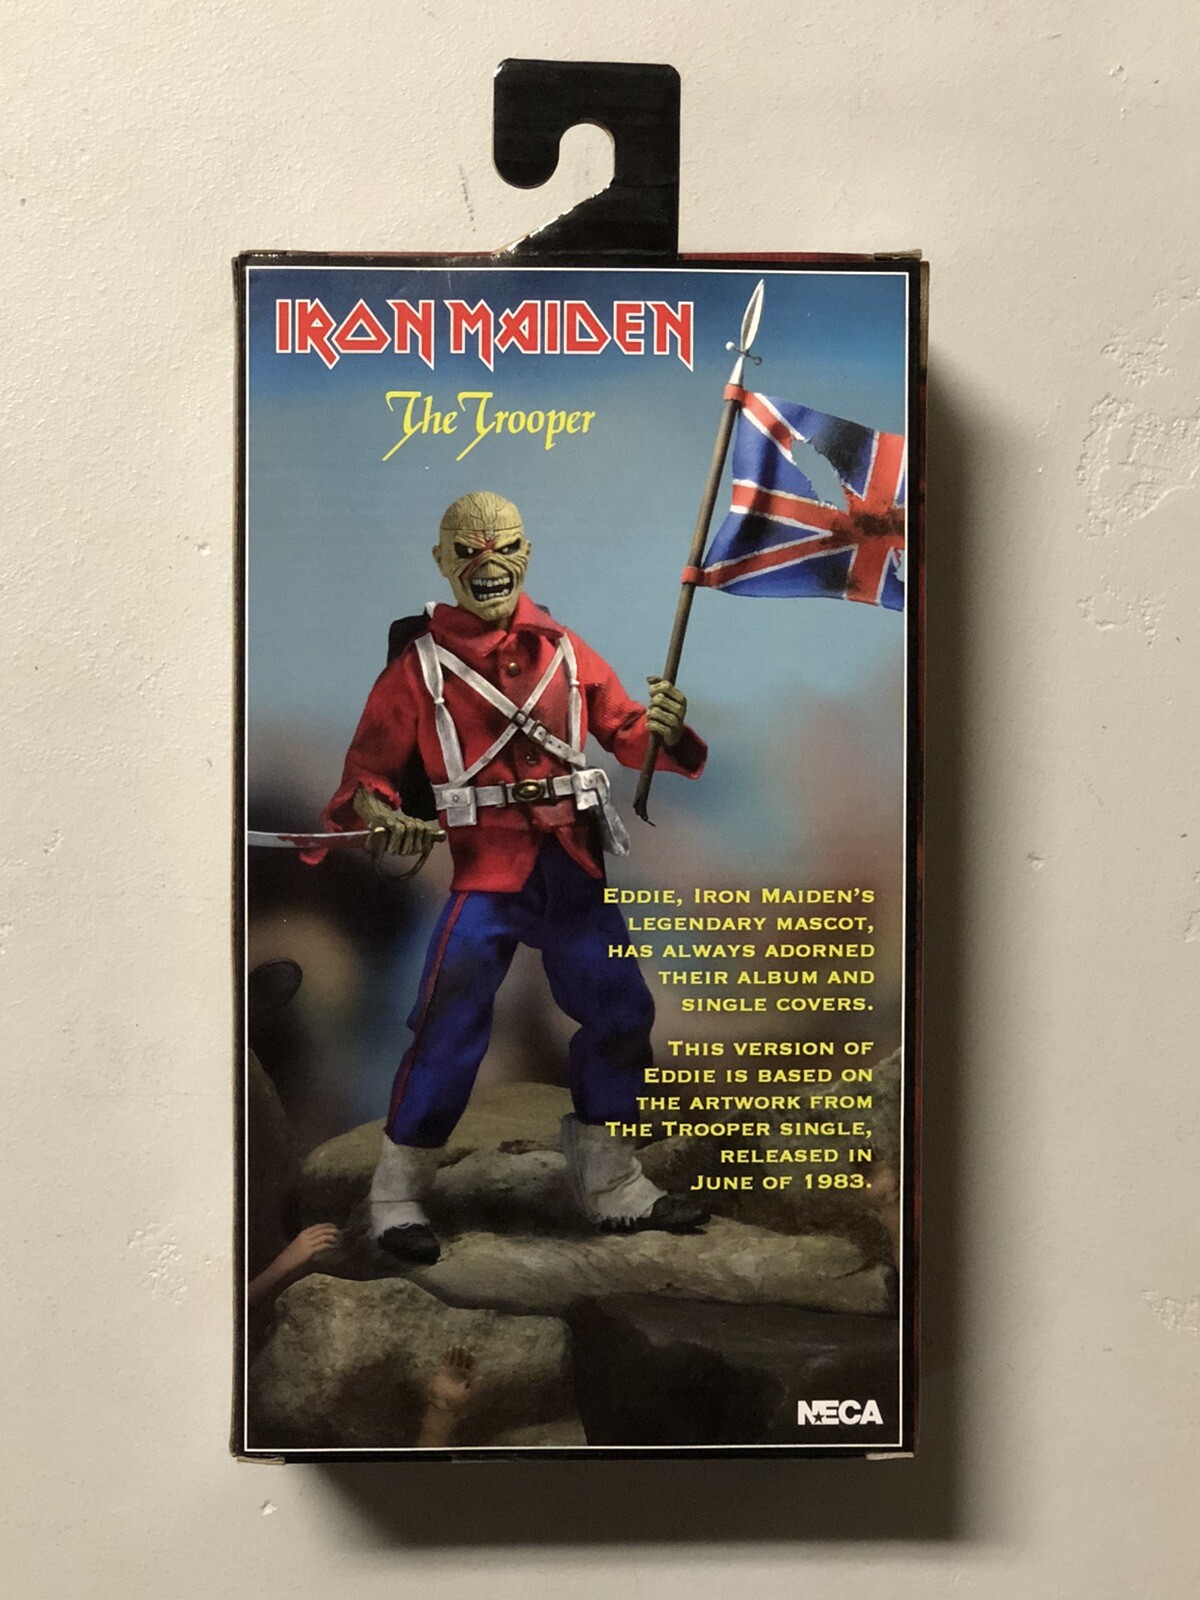 IRON MAIDEN
The Trooper
EDDIE, IRON MAIDEN'S
LEGENDARY MASCOT,
HAS ALWAYS ADORNED
THEIR ALBUM AND
SINGLE COVERS.
THIS VERSION OF
EDDIE IS BASED ON
THE ARTWORK FROM
THE TROOPER SINGLE,
RELEASED IN
JUNE OF 1983.
NECA